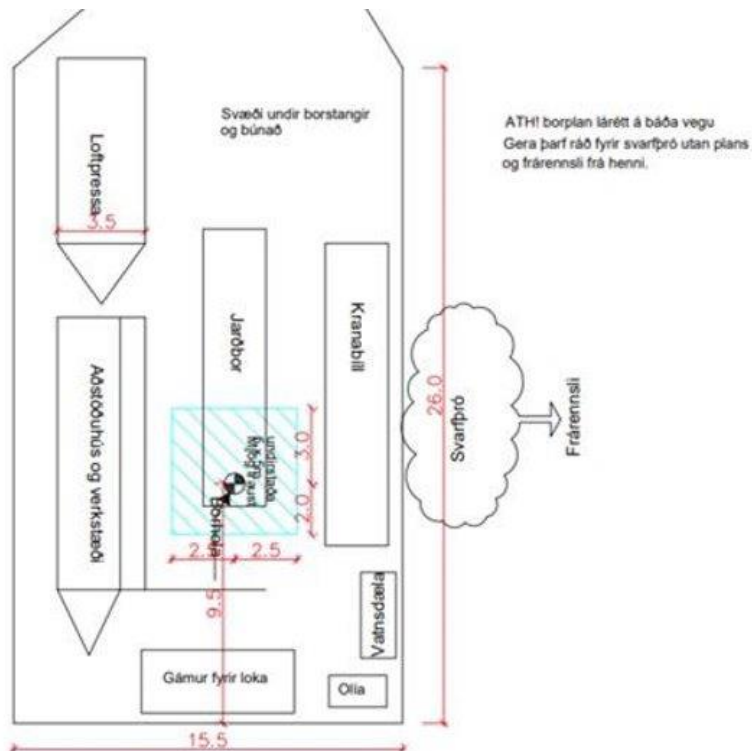 Svæði undir borstangir
og búnað
ATH! borplan lárétt á báða vegu
Gera þarf ráð fyrir svarfþró utan plans
og frárennsli frá henni.
Loftpressa
3.5
Jarðbor
Kranabíll
Aðstöðuhús og verkstæði
26.0
Svarfþró
Frárennsli
undirstaða
3.0
2.0
Borhola
2.5
2.5
9.5
Vatnsdæla
Gámur fyrir loka
Olía
15.5